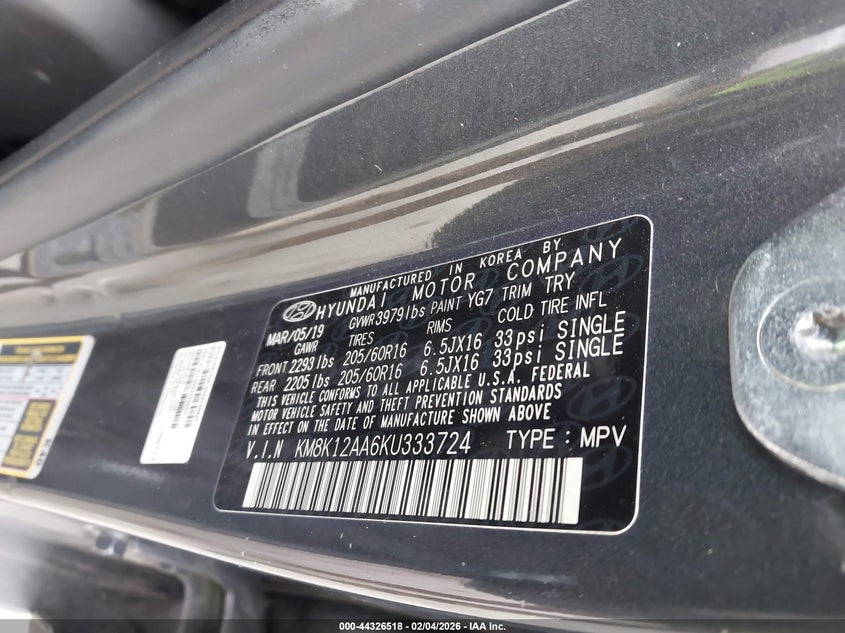 MANUFACTURED IN KOREA BY
HYUNDAI MOTOR COMPANY
MAR/05/19 GVWR 3979lbs PAINT YG7 TRIM TRY
GAWR TIRES RIMS COLD TIRE INFL
FRONT 2293 lbs 205/60R16 6.5JX16 33psi SINGLE
REAR 2205 lbs 205/60R16 6.5JX16 33psi SINGLE
THIS VEHICLE CONFORMS TO ALL APPLICABLE U.S.A. FEDERAL
MOTOR VEHICLE SAFETY AND THEFT PREVENTION STANDARDS
IN EFFECT ON THE DATE OF MANUFACTURE SHOWN ABOVE
V.I.N KM8K12AA6KU333724 TYPE : MPV
000-44326518 | 02/04/2026 – IAA Inc.